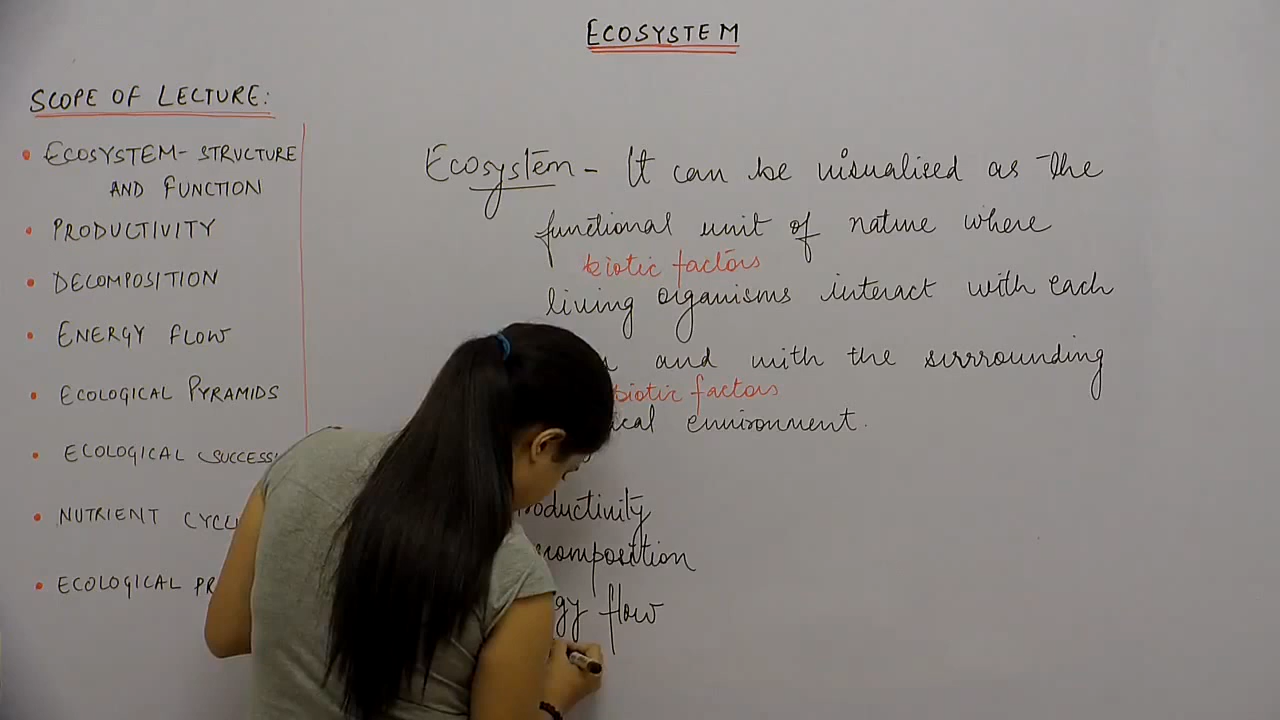 ECOSYSTEM
SCOPE OF LECTURE:
• ECOSYSTEM - STRUCTURE
AND FUNCTION
• PRODUCTIVITY
• DECOMPOSITION
• ENERGY FLOW
• ECOLOGICAL PYRAMIDS
• ECOLOGICAL
• NUTRIENT
• ECOLOGICAL
Ecosystem - It can be visualised as the
functional unit of nature where
biotic factors
living organisms interact with each
and with the surrrounding
biotic factors
environment.
flow